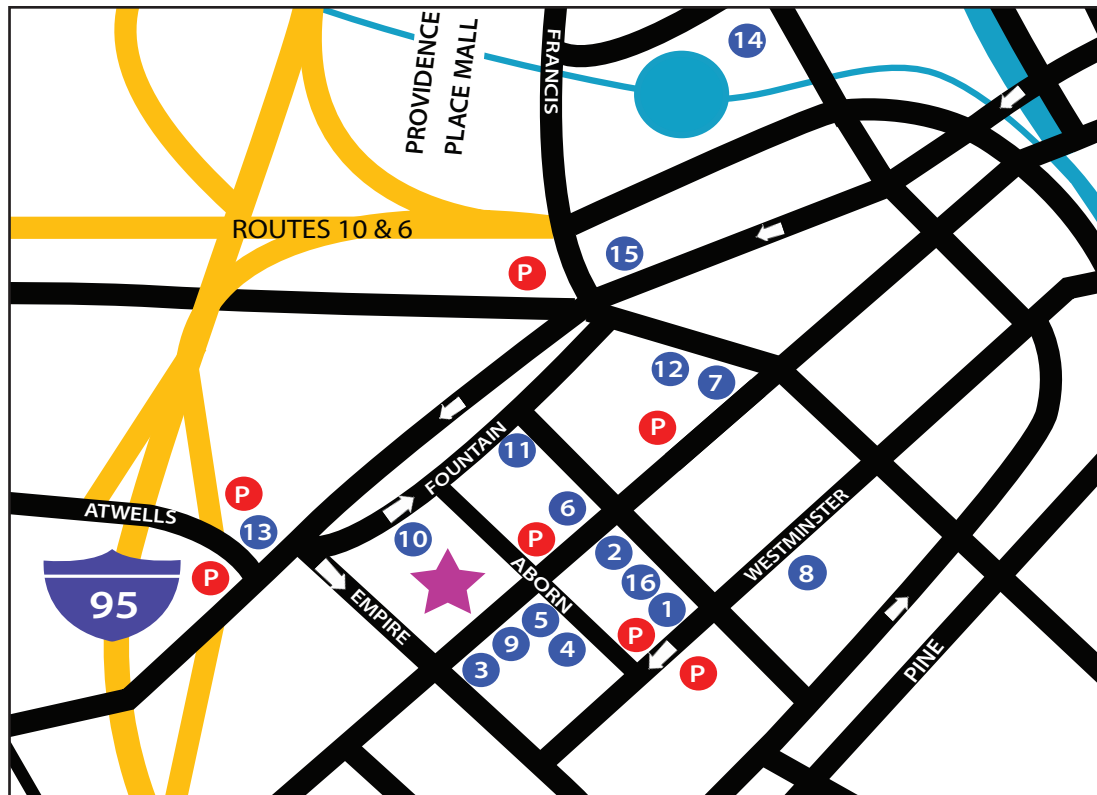 PROVIDENCE
PLACE MALL
FRANCIS
14
ROUTES 10 & 6
15
P
12
7
P
FOUNTAIN
11
ATWELLS
P
13
P
10
6
P
ABORN
2
16
1
P
WESTMINSTER
8
95
EMPIRE
5
9
4
3
P
PINE